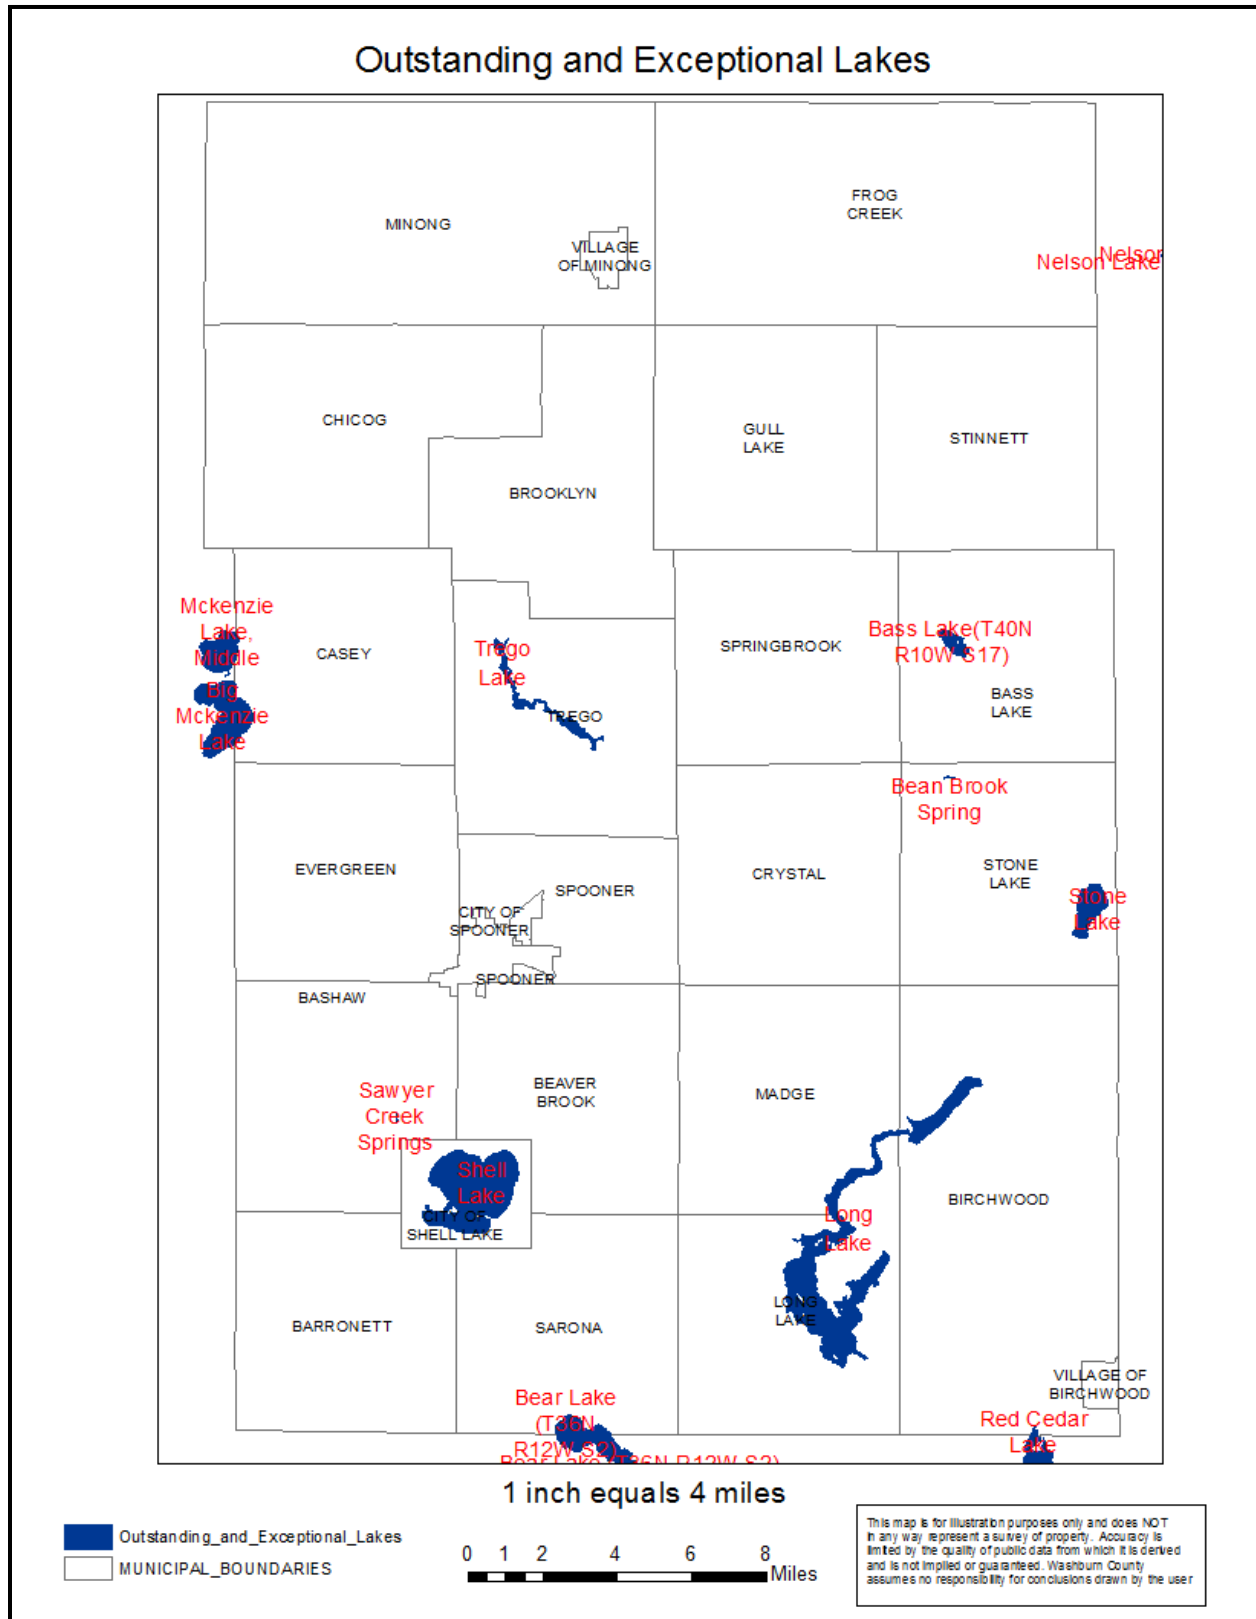 Outstanding and Exceptional Lakes
FROG
CREEK
MINONG
VILLAGE
OF MINONG
Nelson
Nelson Lake
CHICOG
GULL
LAKE
STINNETT
BROOKLYN
Mckenzie
Lake,
Middle
CASEY
Trego
Lake
SPRINGBROOK
Bass Lake(T40N
R10W S17)
Big
Mckenzie
Lake
TREGO
BASS
LAKE
Bean Brook
Spring
EVERGREEN
SPOONER
CRYSTAL
STONE
LAKE
Stone
Lake
CITY OF
SPOONER
SPOONER
BASHAW
Sawyer
Creek
Springs
BEAVER
BROOK
MADGE
Shell
Lake
CITY OF
SHELL LAKE
BIRCHWOOD
Long
Lake
LONG
LAKE
BARRONETT
SARONA
VILLAGE OF
BIRCHWOOD
Bear Lake
(T36N
R12W S2)
Bear Lake (T36N R12W S2)
Red Cedar
Lake
1 inch equals 4 miles
Outstanding_and_Exceptional_Lakes
MUNICIPAL_BOUNDARIES
0 1 2 4 6 8
Miles
This map is for illustration purposes only and does NOT
in any way represent a survey of property. Accuracy is
limited by the quality of public data from which it is derived
and is not implied or guaranteed. Washburn County
assumes no responsibility for conclusions drawn by the user